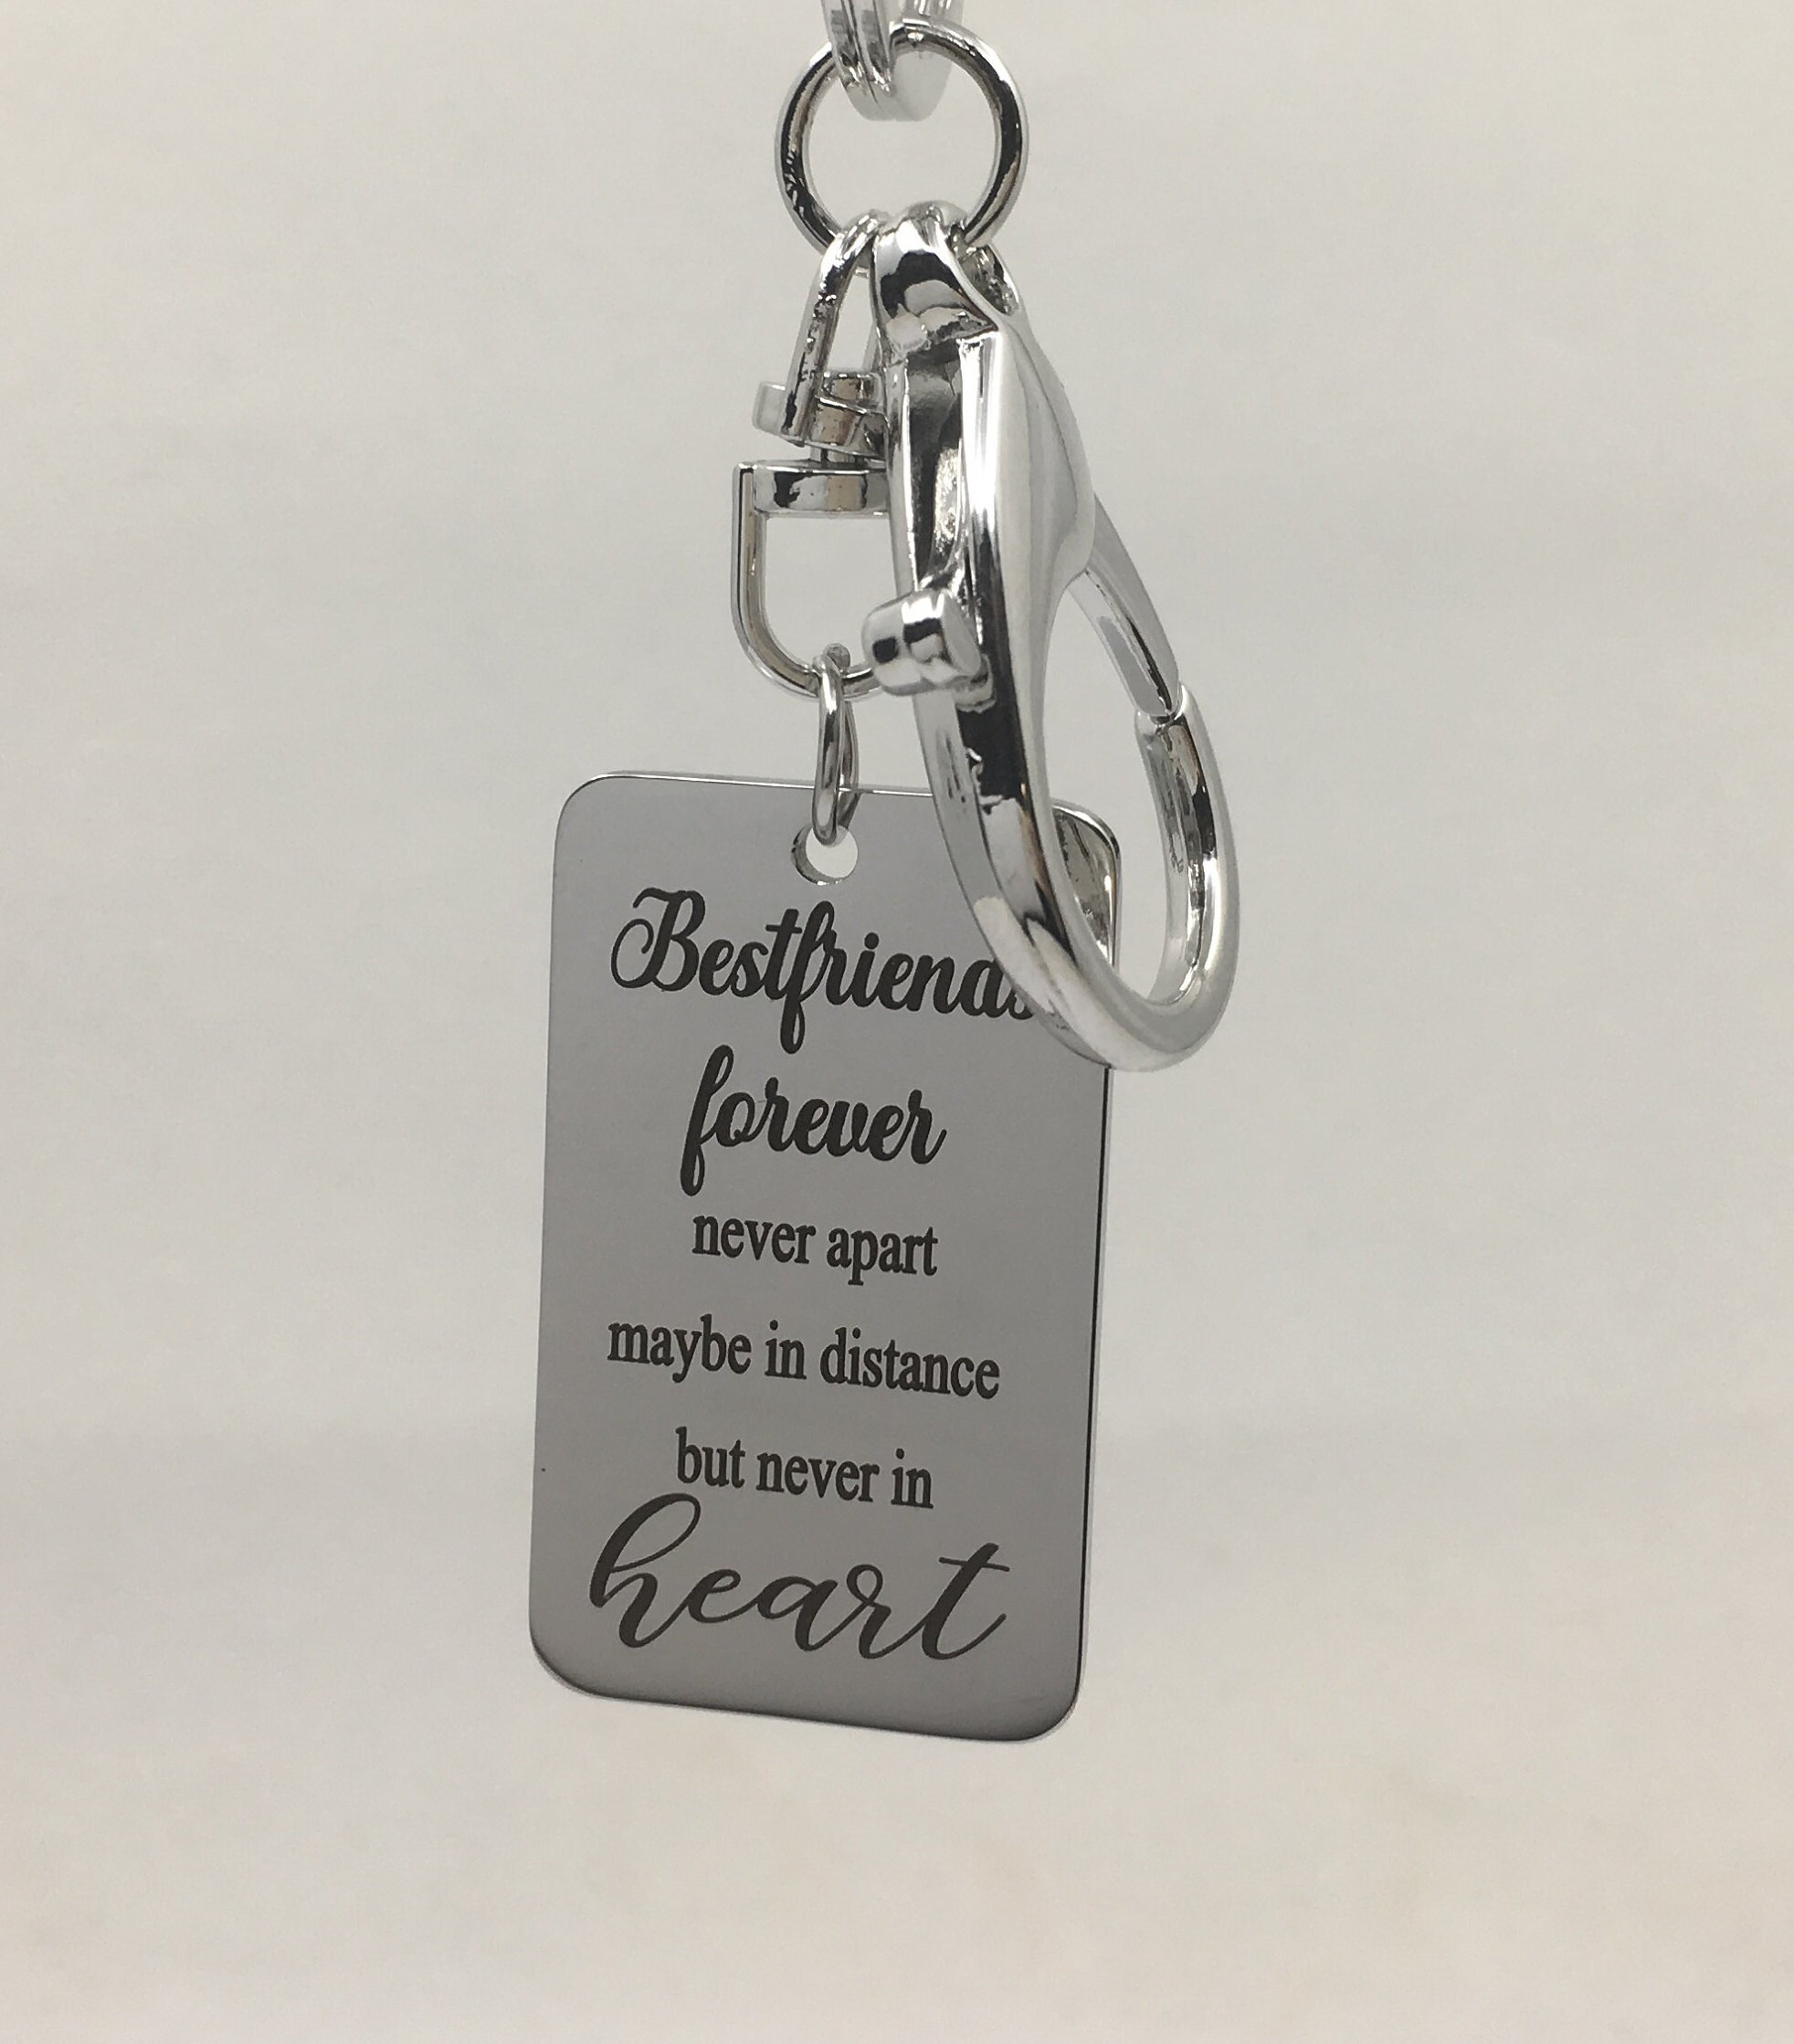 Bestfriends
forever
never apart
maybe in distance
but never in
heart